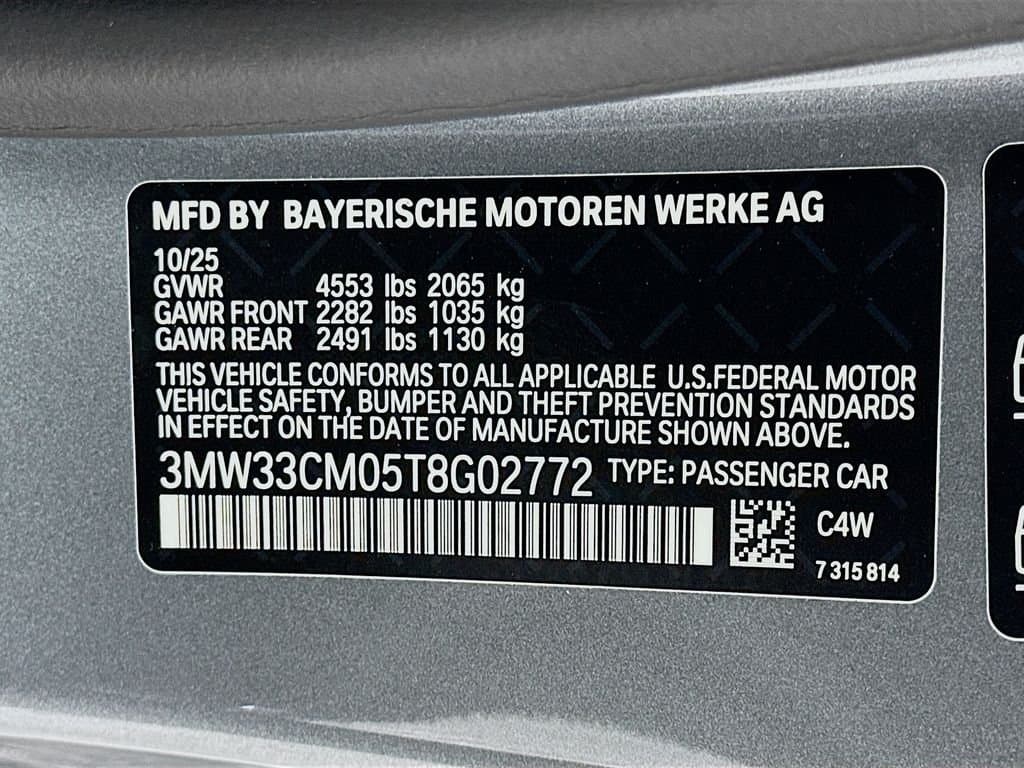 MFD BY BAYERISCHE MOTOREN WERKE AG
10/25
GVWR 4553 lbs 2065 kg
GAWR FRONT 2282 lbs 1035 kg
GAWR REAR 2491 lbs 1130 kg
THIS VEHICLE CONFORMS TO ALL APPLICABLE U.S.FEDERAL MOTOR
VEHICLE SAFETY, BUMPER AND THEFT PREVENTION STANDARDS
IN EFFECT ON THE DATE OF MANUFACTURE SHOWN ABOVE.
3MW33CM05T8G02772 TYPE: PASSENGER CAR
C4W
7 315 814